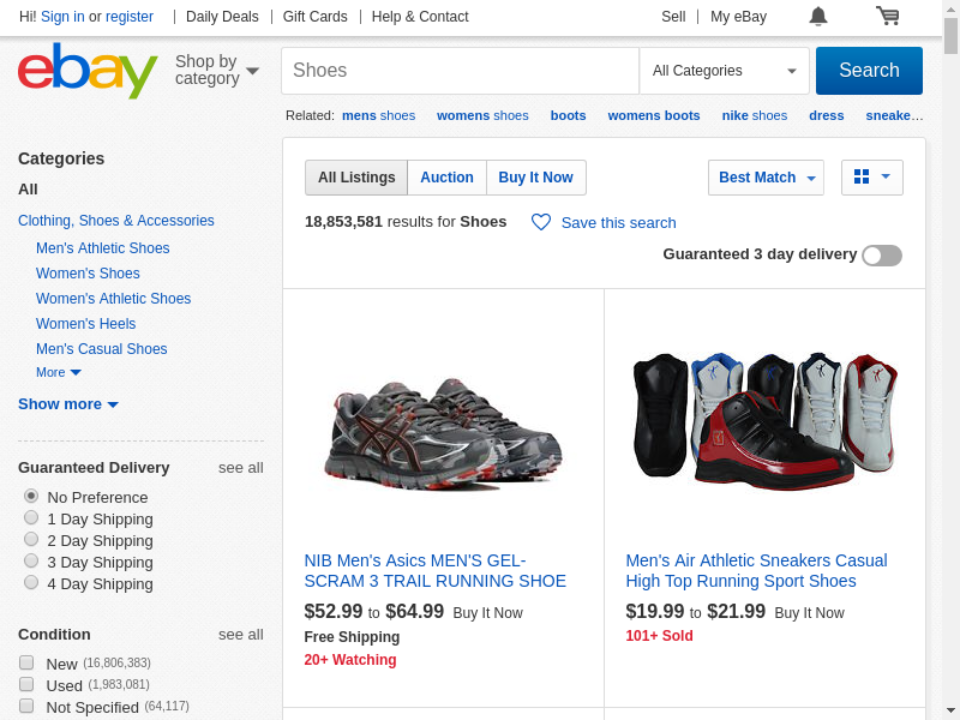 Hi! Sign in or register | Daily Deals | Gift Cards | Help & Contact Sell | My eBay
ebay
Shop by category
Shoes
All Categories
Search
Related: mens shoes womens shoes boots womens boots nike shoes dress sneake…
Categories
All
Clothing, Shoes & Accessories
Men's Athletic Shoes
Women's Shoes
Women's Athletic Shoes
Women's Heels
Men's Casual Shoes
More
Show more
Guaranteed Delivery see all
No Preference
1 Day Shipping
2 Day Shipping
3 Day Shipping
4 Day Shipping
Condition see all
New (16,806,383)
Used (1,983,081)
Not Specified (64,117)
All Listings Auction Buy It Now
Best Match
18,853,581 results for Shoes Save this search
Guaranteed 3 day delivery
NIB Men's Asics MEN'S GEL-
SCRAM 3 TRAIL RUNNING SHOE
$52.99 to $64.99 Buy It Now
Free Shipping
20+ Watching
Men's Air Athletic Sneakers Casual
High Top Running Sport Shoes
$19.99 to $21.99 Buy It Now
101+ Sold